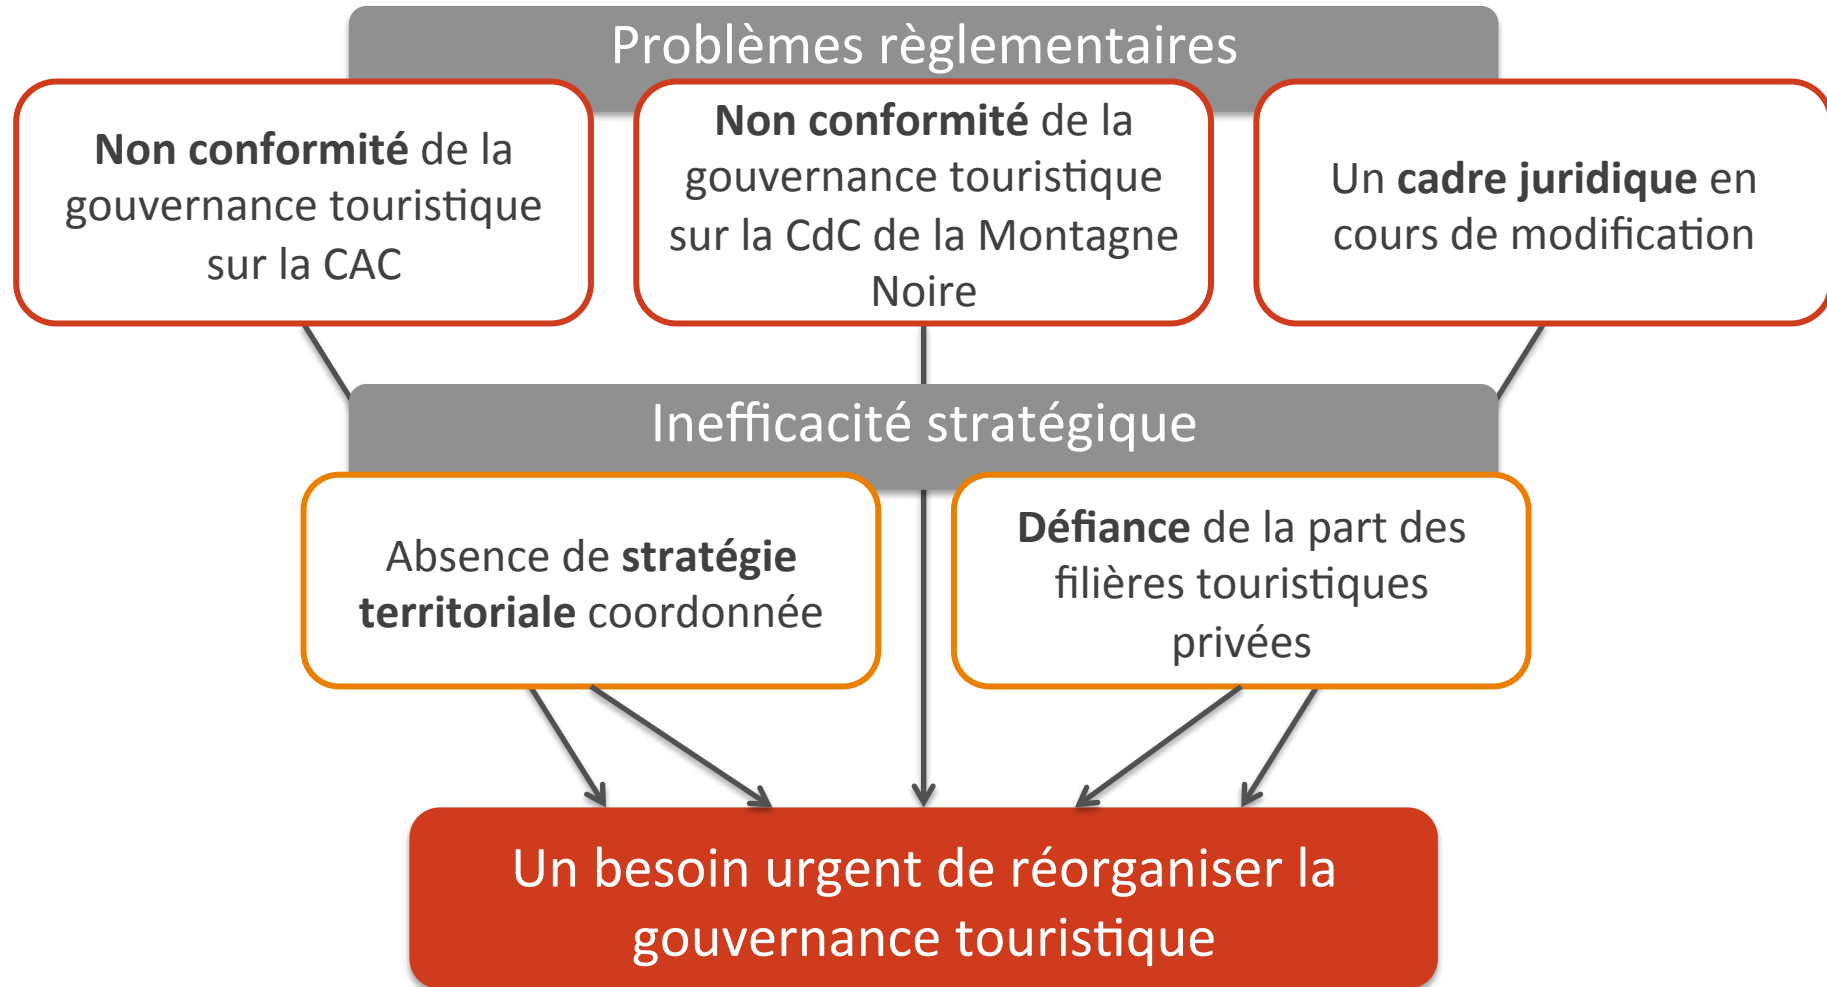 Problèmes règlementaires
Non conformité de la
gouvernance touristique
sur la CAC
Non conformité de la
gouvernance touristique
sur la CdC de la Montagne
Noire
Un cadre juridique en
cours de modification
Inefficacité stratégique
Absence de stratégie
territoriale coordonnée
Défiance de la part des
filières touristiques
privées
Un besoin urgent de réorganiser la
gouvernance touristique